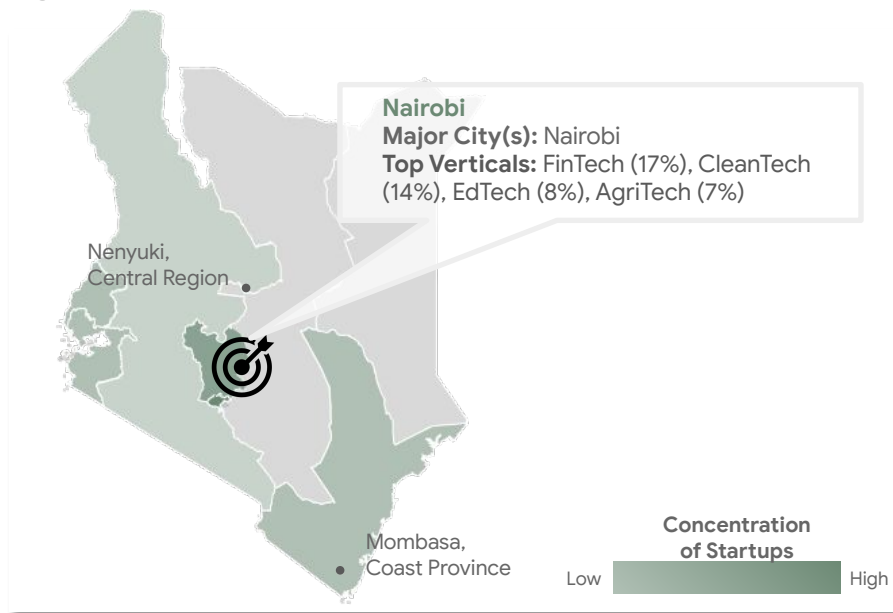 Nairobi
Major City(s): Nairobi
Top Verticals: FinTech (17%), CleanTech
(14%), EdTech (8%), AgriTech (7%)
Nenyuki,
Central Region
Mombasa,
Coast Province
Concentration
of Startups
Low
High